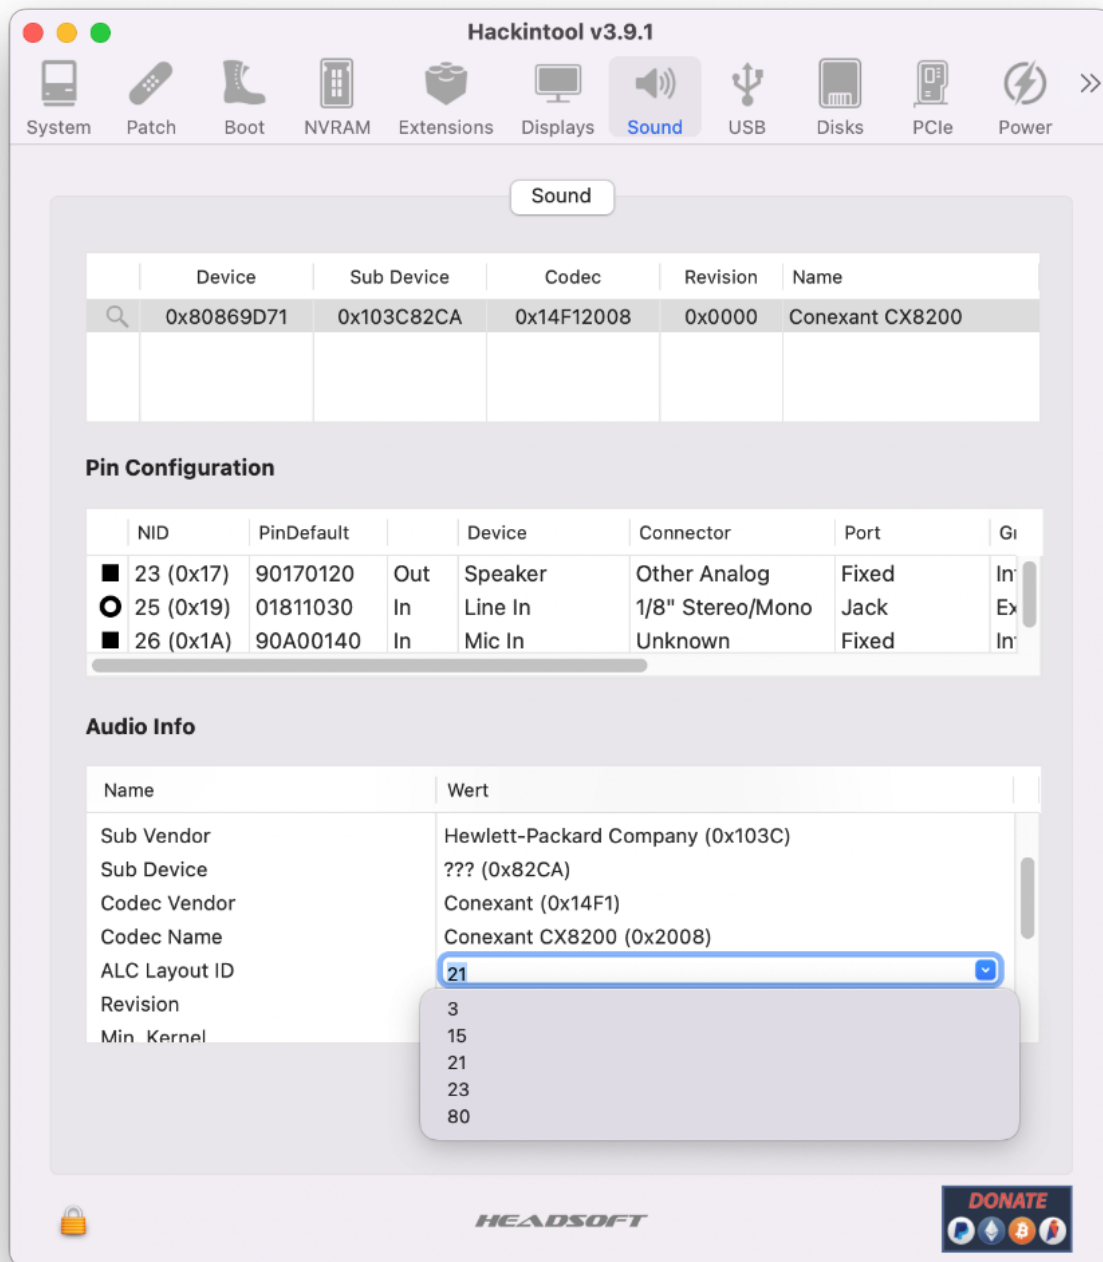 Hackintool v3.9.1
System Patch Boot NVRAM Extensions Displays Sound USB Disks PCIe Power
Sound
Device Sub Device Codec Revision Name
0x80869D71 0x103C82CA 0x14F12008 0x0000 Conexant CX8200
Pin Configuration
NID PinDefault Device Connector Port
23 (0x17) 90170120 Out Speaker Other Analog Fixed
25 (0x19) 01811030 In Line In 1/8" Stereo/Mono Jack
26 (0x1A) 90A00140 In Mic In Unknown Fixed
Audio Info
Name Wert
Sub Vendor Hewlett-Packard Company (0x103C)
Sub Device ??? (0x82CA)
Codec Vendor Conexant (0x14F1)
Codec Name Conexant CX8200 (0x2008)
ALC Layout ID 21
Revision 3
Min. Kernel 15
21
23
80
HEADSOFT
DONATE